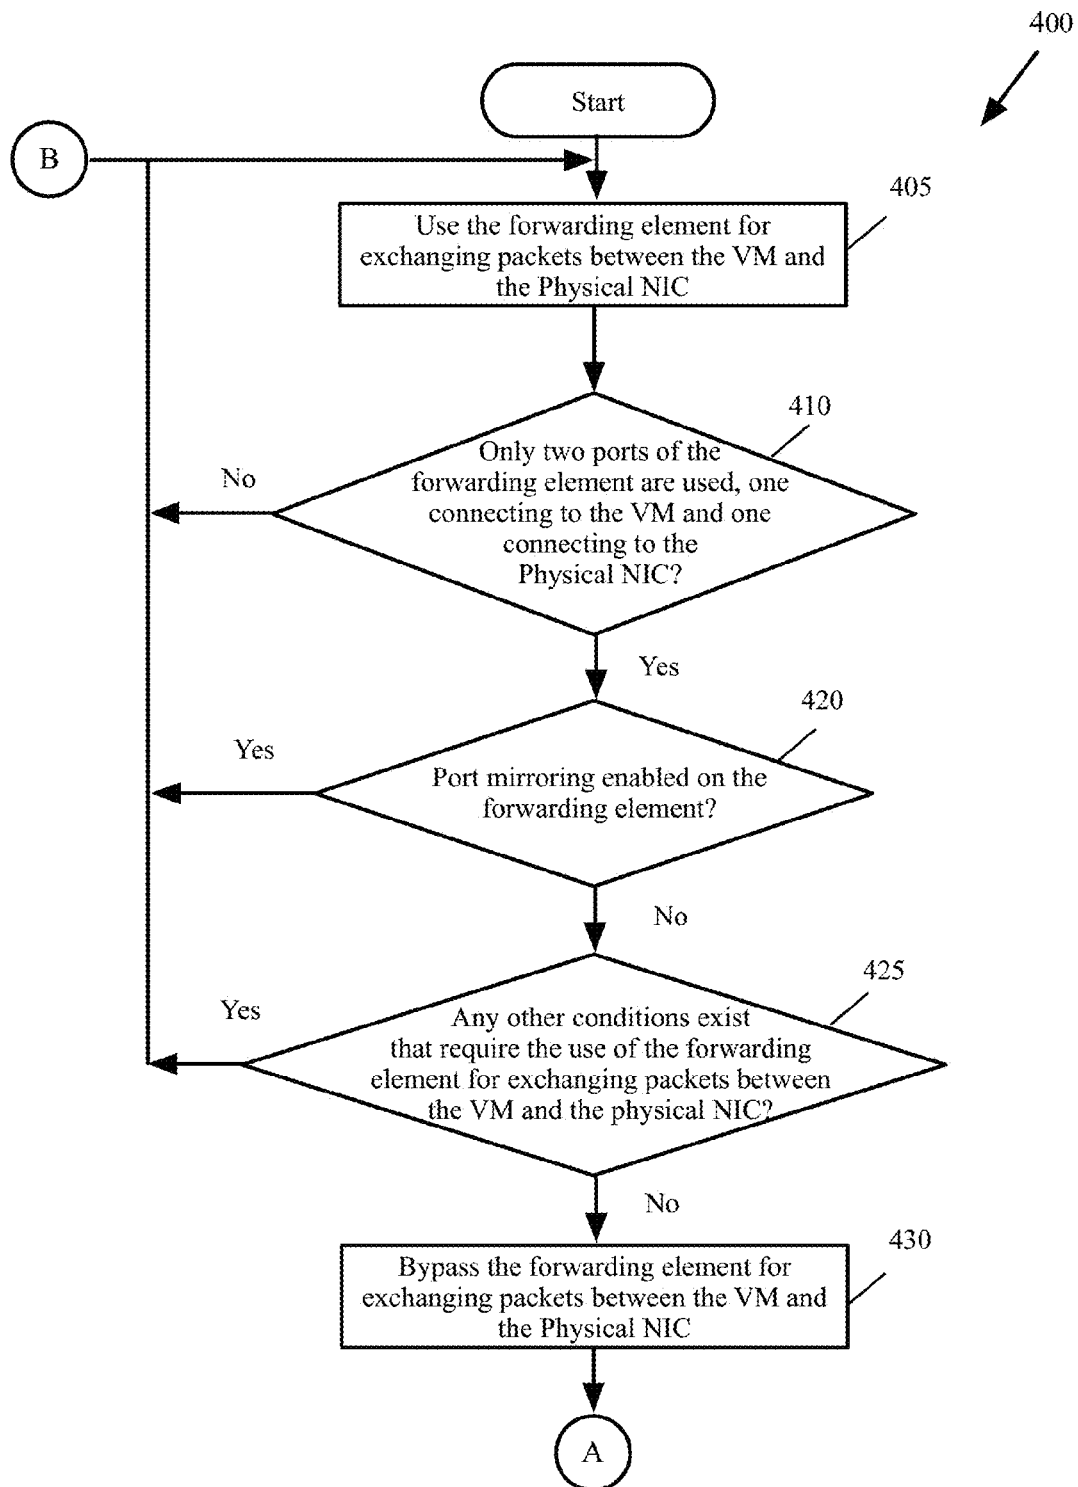 400
Start
B
405
Use the forwarding element for
exchanging packets between the VM and
the Physical NIC
410
Only two ports of the
forwarding element are used, one
connecting to the VM and one
connecting to the
Physical NIC?
No
Yes
420
Port mirroring enabled on the
forwarding element?
Yes
No
425
Any other conditions exist
that require the use of the forwarding
element for exchanging packets between
the VM and the physical NIC?
Yes
No
430
Bypass the forwarding element for
exchanging packets between the VM and
the Physical NIC
A